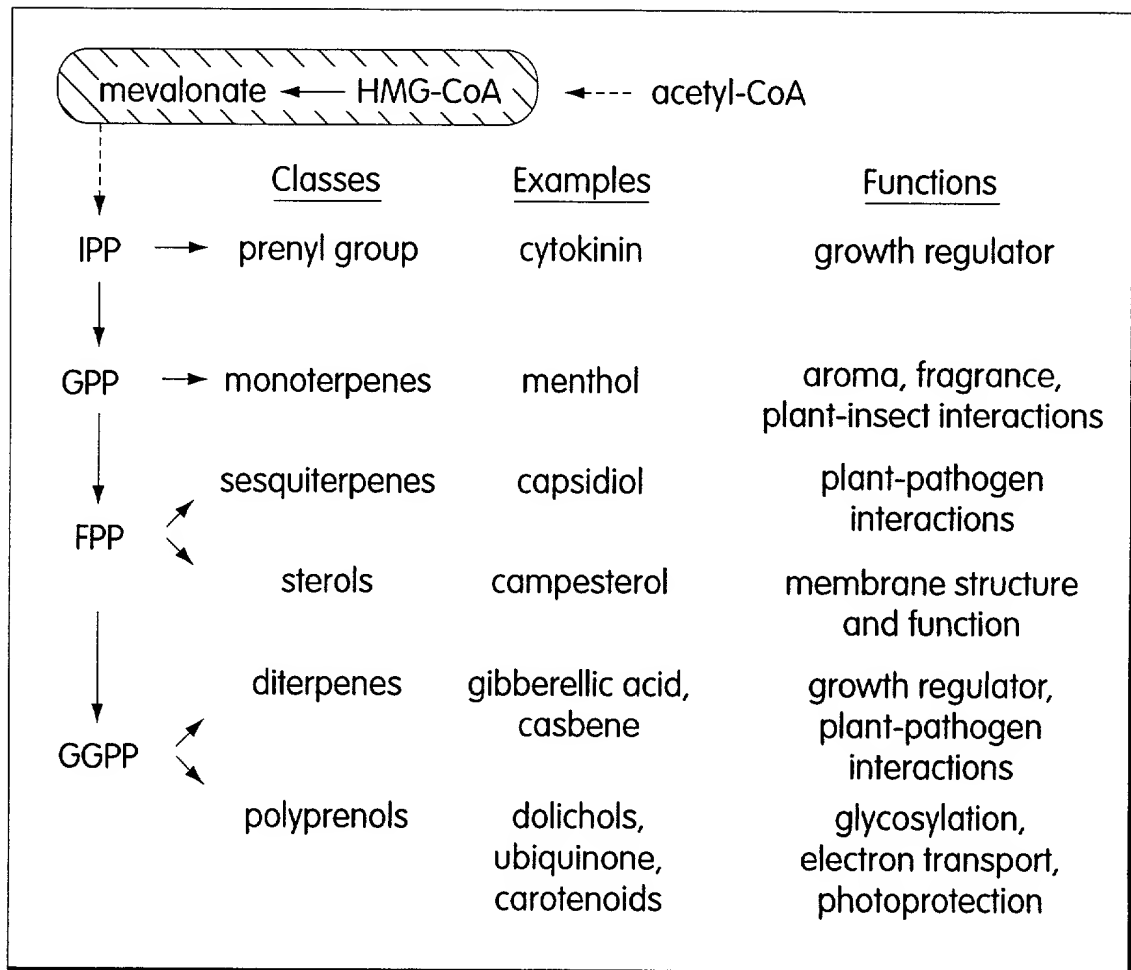 mevalonate HMG-CoA acetyl-CoA
Classes Examples Functions
IPP prenyl group cytokinin growth regulator
GPP monoterpenes menthol aroma, fragrance,
plant-insect interactions
sesquiterpenes capsidiol plant-pathogen
interactions
FPP
sterols campesterol membrane structure
and function
diterpenes gibberellic acid, growth regulator,
casbene plant-pathogen
GGPP interactions
polyprenols dolichols, glycosylation,
ubiquinone, electron transport,
carotenoids photoprotection